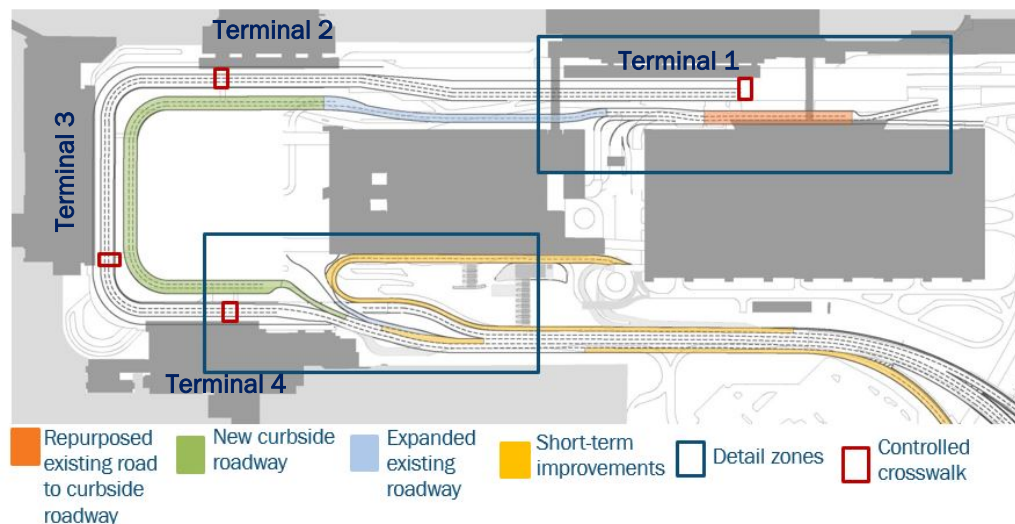 Terminal 2
Terminal 1
Terminal 3
Terminal 4
Repurposed
existing road
to curbside
roadway
New curbside
roadway
Expanded
existing
roadway
Short-term
improvements
Detail zones
Controlled
crosswalk